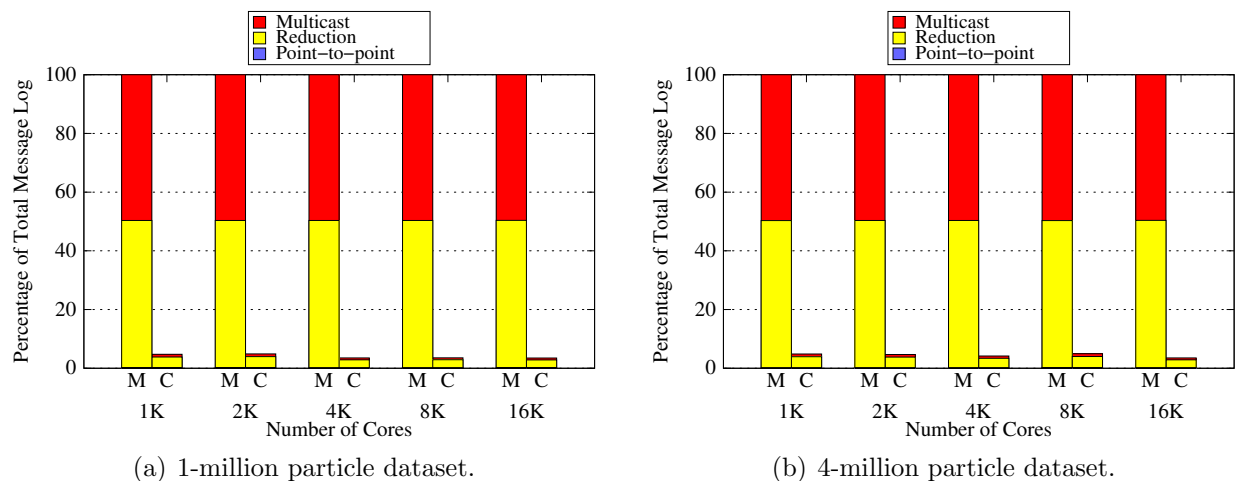 Multicast
Reduction
Point−to−point
Percentage of Total Message Log
100
80
60
40
20
0
M C M C M C M C M C
1K 2K 4K 8K 16K
Number of Cores
(a) 1-million particle dataset.
Multicast
Reduction
Point−to−point
Percentage of Total Message Log
100
80
60
40
20
0
M C M C M C M C M C
1K 2K 4K 8K 16K
Number of Cores
(b) 4-million particle dataset.